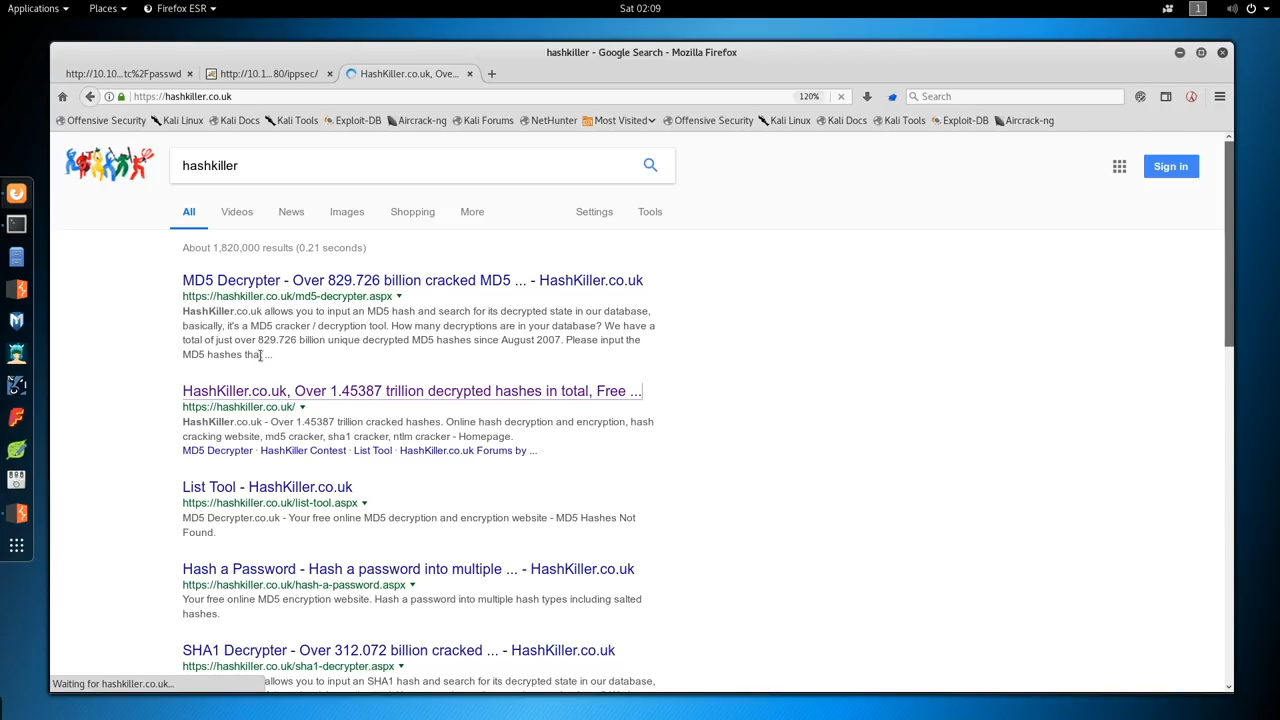 Applications Places Firefox ESR Sat 02:09 1
hashkiller - Google Search - Mozilla Firefox
http://10.10...tc%2Fpasswd http://10.1...80/ippsec/ HashKiller.co.uk, Ove...
https://hashkiller.co.uk 120% Search
Offensive Security Kali Linux Kali Docs Kali Tools Exploit-DB Aircrack-ng Kali Forums NetHunter Most Visited Offensive Security Kali Linux Kali Docs Kali Tools Exploit-DB Aircrack-ng
hashkiller Sign in
All Videos News Images Shopping More Settings Tools
About 1,820,000 results (0.21 seconds)
MD5 Decrypter - Over 829.726 billion cracked MD5 ... - HashKiller.co.uk
https://hashkiller.co.uk/md5-decrypter.aspx
HashKiller.co.uk allows you to input an MD5 hash and search for its decrypted state in our database,
basically, it's a MD5 cracker / decryption tool. How many decryptions are in your database? We have a
total of just over 829.726 billion unique decrypted MD5 hashes since August 2007. Please input the
MD5 hashes that ...
HashKiller.co.uk, Over 1.45387 trillion decrypted hashes in total, Free ...
https://hashkiller.co.uk/
HashKiller.co.uk - Over 1.45387 trillion cracked hashes. Online hash decryption and encryption, hash
cracking website, md5 cracker, sha1 cracker, ntlm cracker - Homepage.
MD5 Decrypter · HashKiller Contest · List Tool · HashKiller.co.uk Forums by ...
List Tool - HashKiller.co.uk
https://hashkiller.co.uk/list-tool.aspx
MD5 Decrypter.co.uk - Your free online MD5 decryption and encryption website - MD5 Hashes Not
Found.
Hash a Password - Hash a password into multiple ... - HashKiller.co.uk
https://hashkiller.co.uk/hash-a-password.aspx
Your free online MD5 encryption website. Hash a password into multiple hash types including salted
hashes.
SHA1 Decrypter - Over 312.072 billion cracked ... - HashKiller.co.uk
https://hashkiller.co.uk/sha1-decrypter.aspx
allows you to input an SHA1 hash and search for its decrypted state in our database,
Waiting for hashkiller.co.uk...